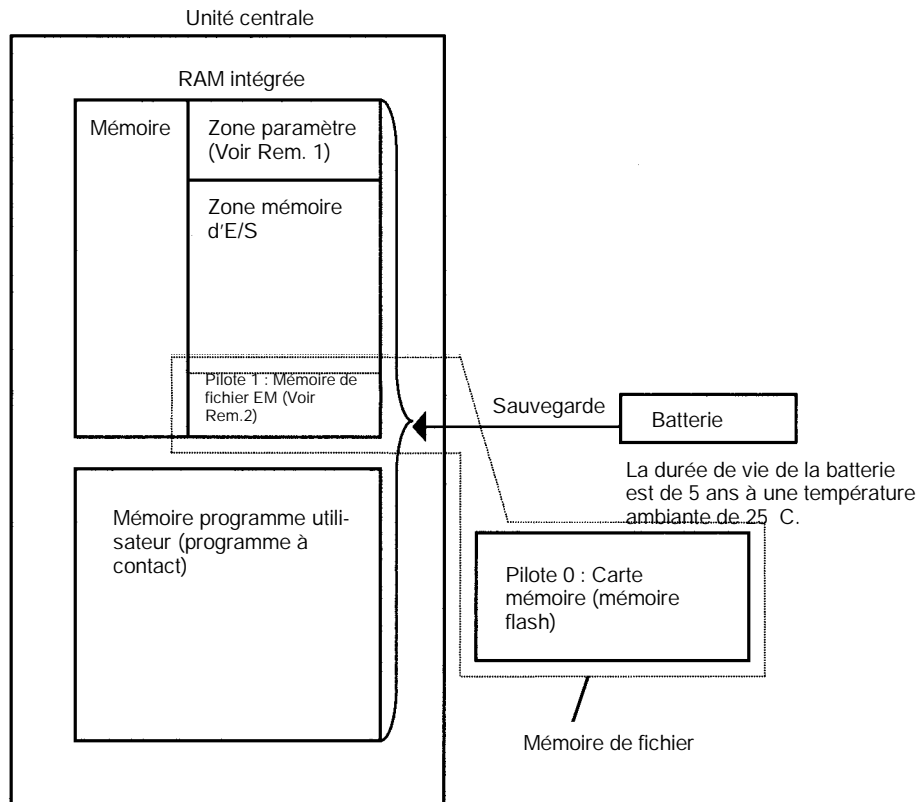 Unité centrale
RAM intégrée
Mémoire
Zone paramètre
(Voir Rem. 1)
Zone mémoire
d'E/S
Pilote 1 : Mémoire de
fichier EM (Voir
Rem.2)
Sauvegarde
Batterie
La durée de vie de la batterie
est de 5 ans à une température
ambiante de 25 C.
Mémoire programme utili-
sateur (programme à
contact)
Pilote 0 : Carte
mémoire (mémoire
flash)
Mémoire de fichier